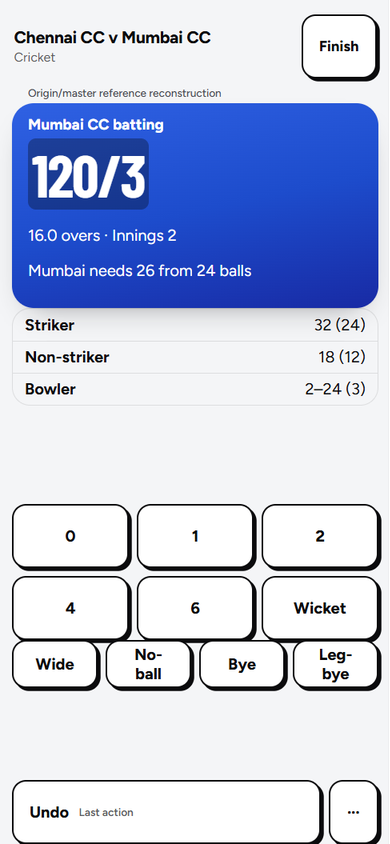 Chennai CC v Mumbai CC
Cricket
Finish
Origin/master reference reconstruction
Mumbai CC batting
120/3
16.0 overs · Innings 2
Mumbai needs 26 from 24 balls
Striker 32 (24)
Non-striker 18 (12)
Bowler 2–24 (3)
0 1 2
4 6 Wicket
Wide No-ball Bye Leg-bye
Undo Last action ...